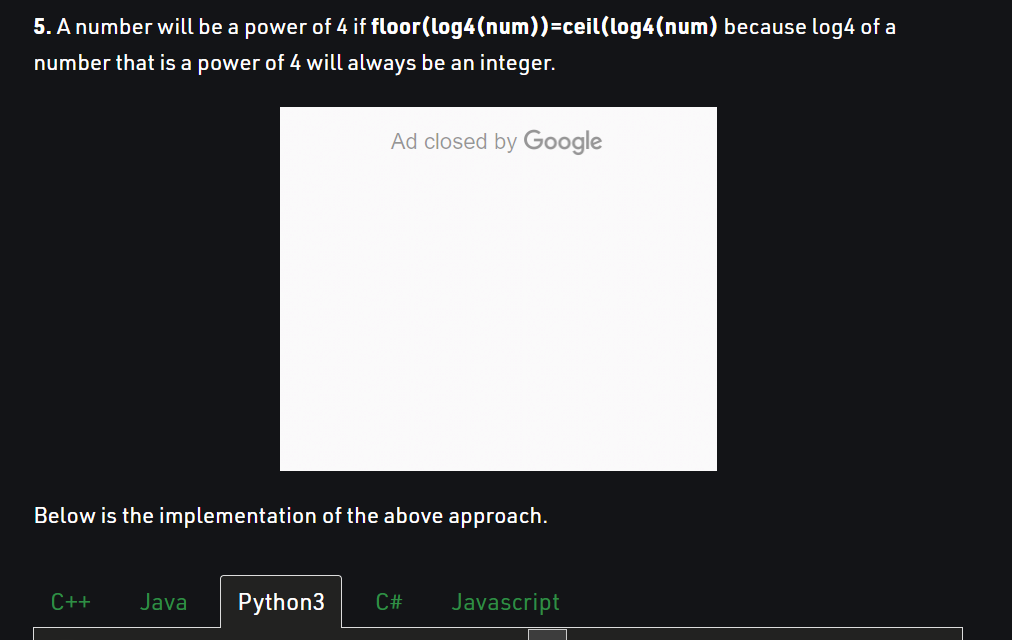 5. A number will be a power of 4 if floor(log4(num))=ceil(log4(num) because log4 of a
number that is a power of 4 will always be an integer.
Ad closed by Google
Below is the implementation of the above approach.
C++ Java Python3 C# Javascript